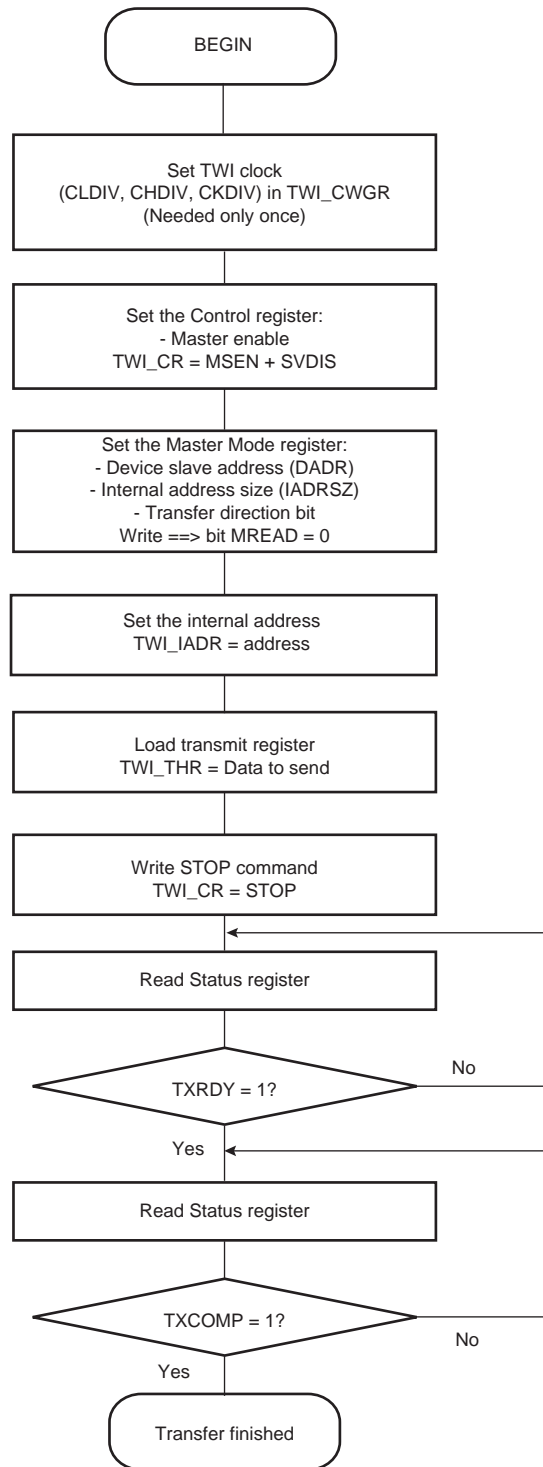 BEGIN
Set TWI clock
(CLDIV, CHDIV, CKDIV) in TWI_CWGR
(Needed only once)
Set the Control register:
- Master enable
TWI_CR = MSEN + SVDIS
Set the Master Mode register:
- Device slave address (DADR)
- Internal address size (IADRSZ)
- Transfer direction bit
Write ==> bit MREAD = 0
Set the internal address
TWI_IADR = address
Load transmit register
TWI_THR = Data to send
Write STOP command
TWI_CR = STOP
Read Status register
TXRDY = 1?
No
Yes
Read Status register
TXCOMP = 1?
No
Yes
Transfer finished